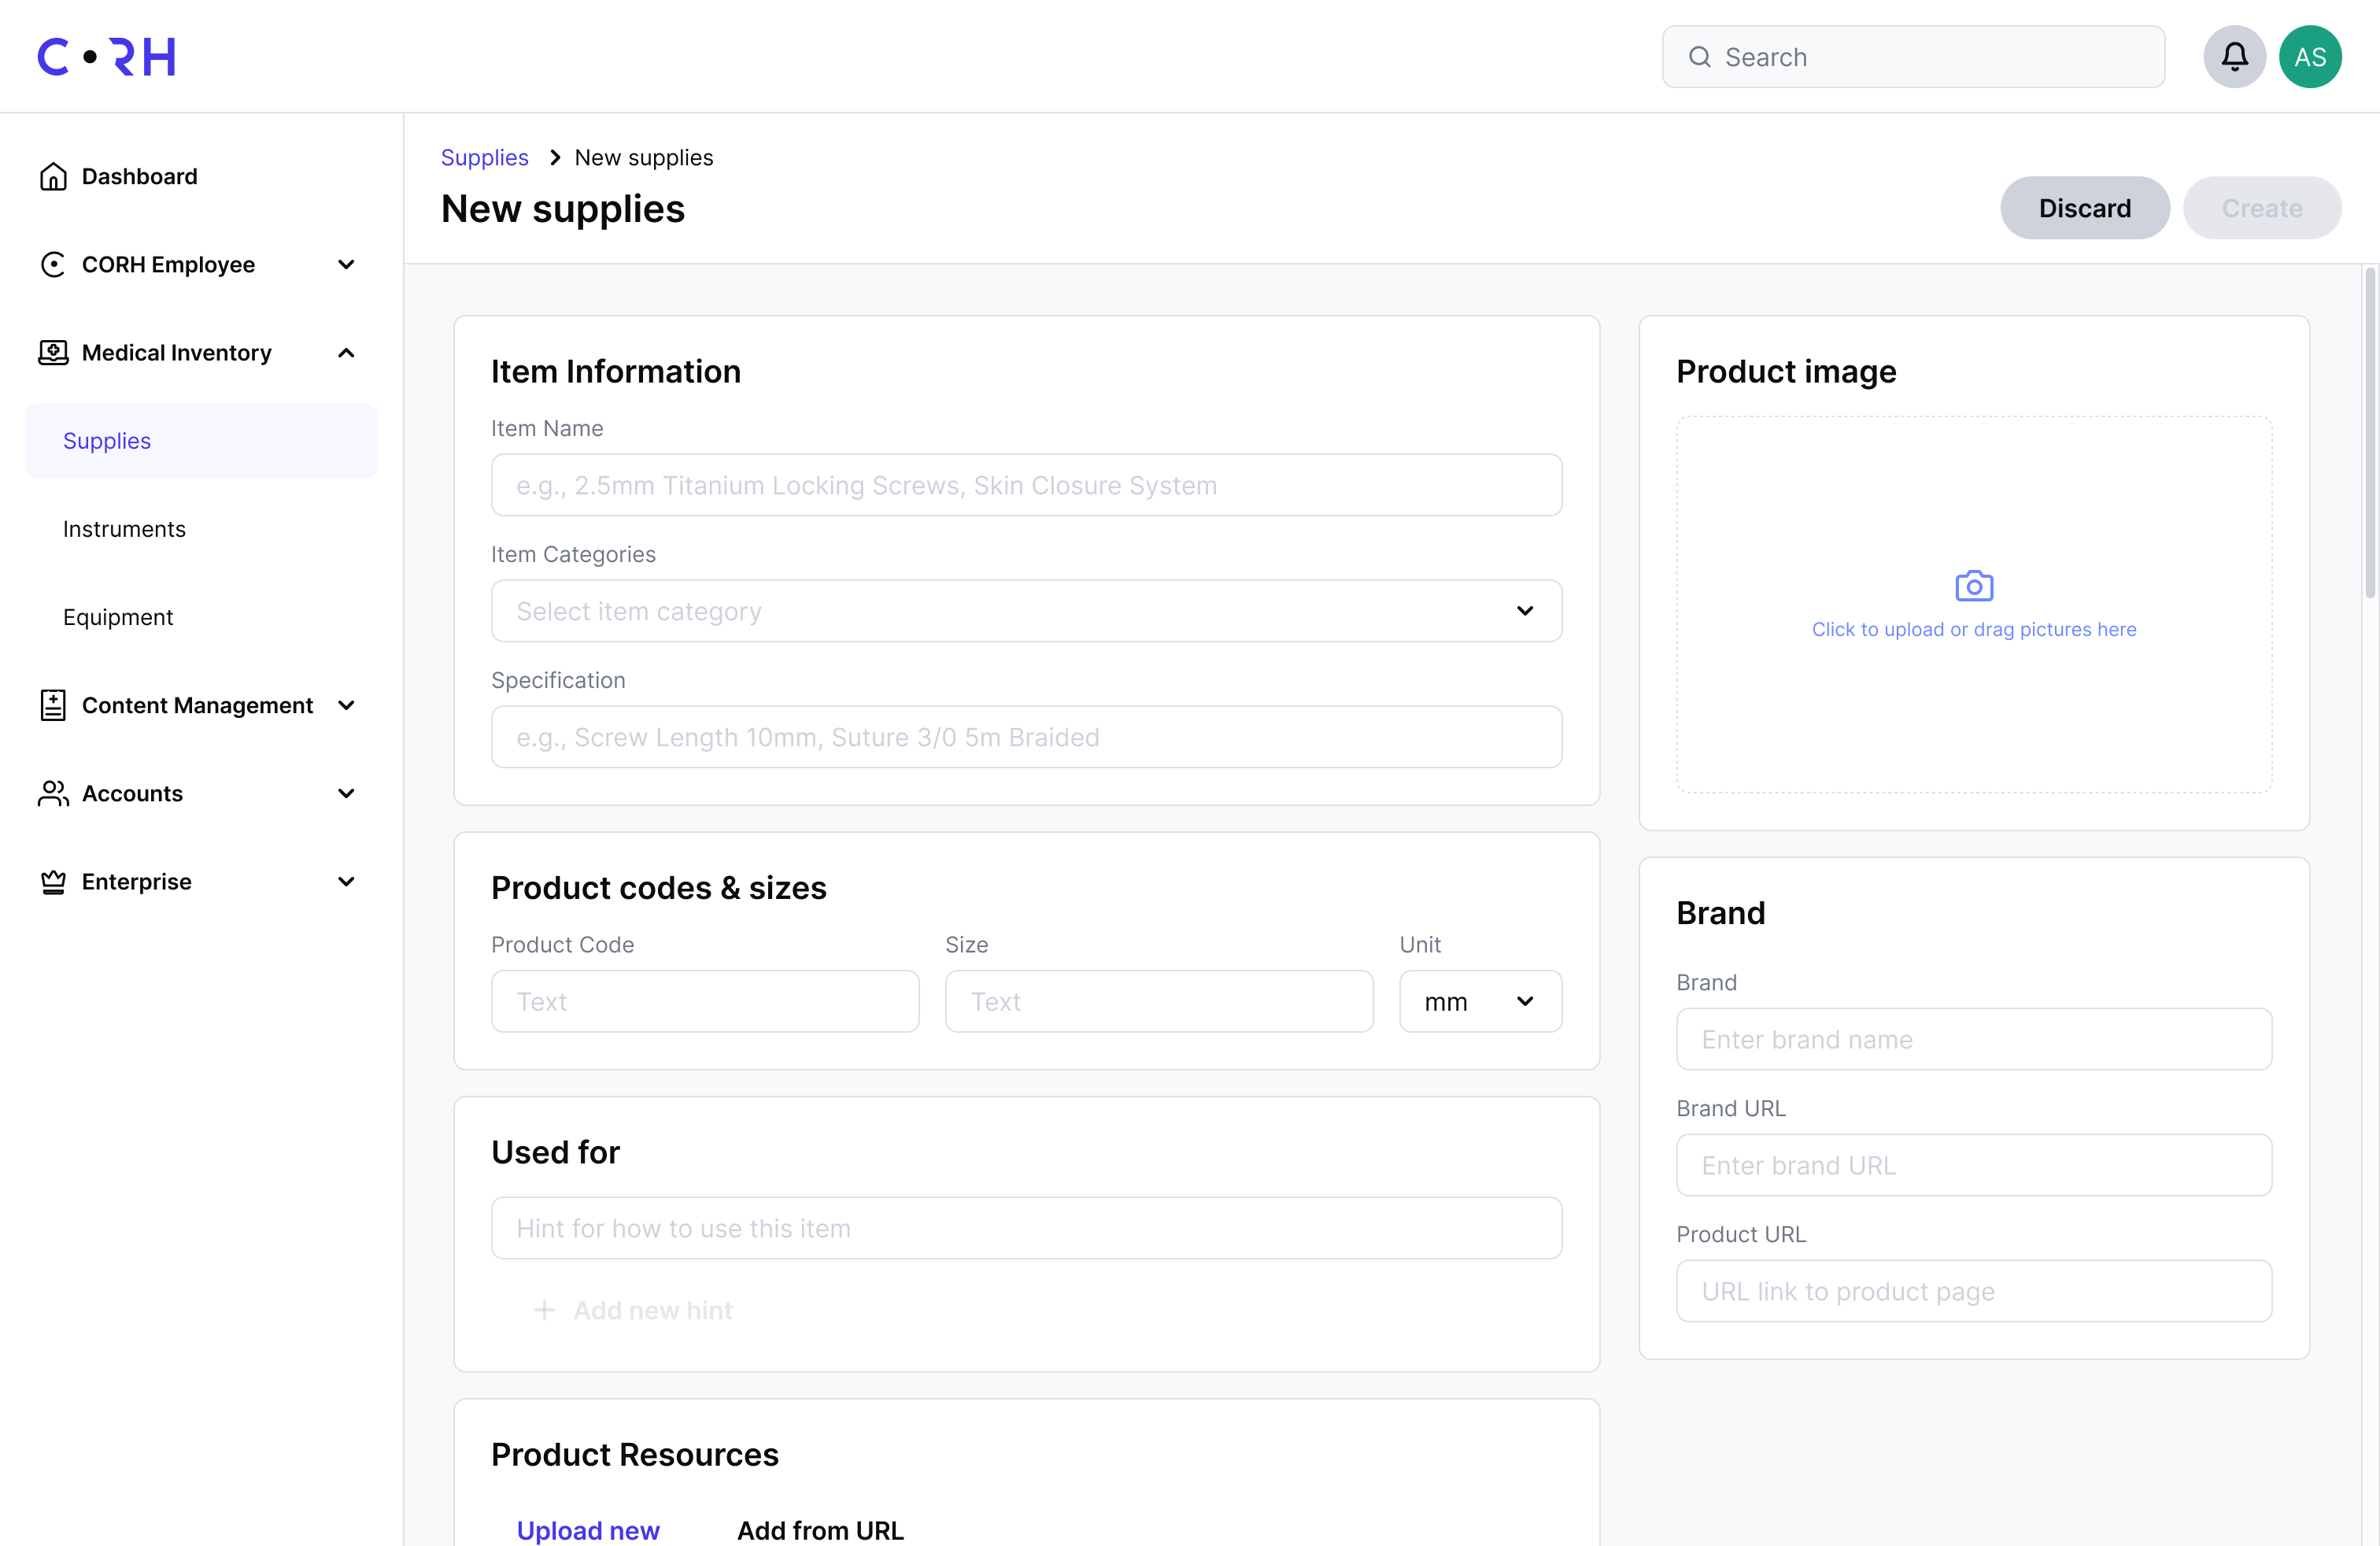 C•RH
Search
AS
Dashboard
CORH Employee
Medical Inventory
Supplies
Instruments
Equipment
Content Management
Accounts
Enterprise
Supplies > New supplies
New supplies
Discard
Create
Item Information
Item Name
e.g., 2.5mm Titanium Locking Screws, Skin Closure System
Item Categories
Select item category
Specification
e.g., Screw Length 10mm, Suture 3/0 5m Braided
Product codes & sizes
Product Code Size Unit
Text Text mm
Used for
Hint for how to use this item
+ Add new hint
Product Resources
Upload new Add from URL
Product image
Click to upload or drag pictures here
Brand
Brand
Enter brand name
Brand URL
Enter brand URL
Product URL
URL link to product page